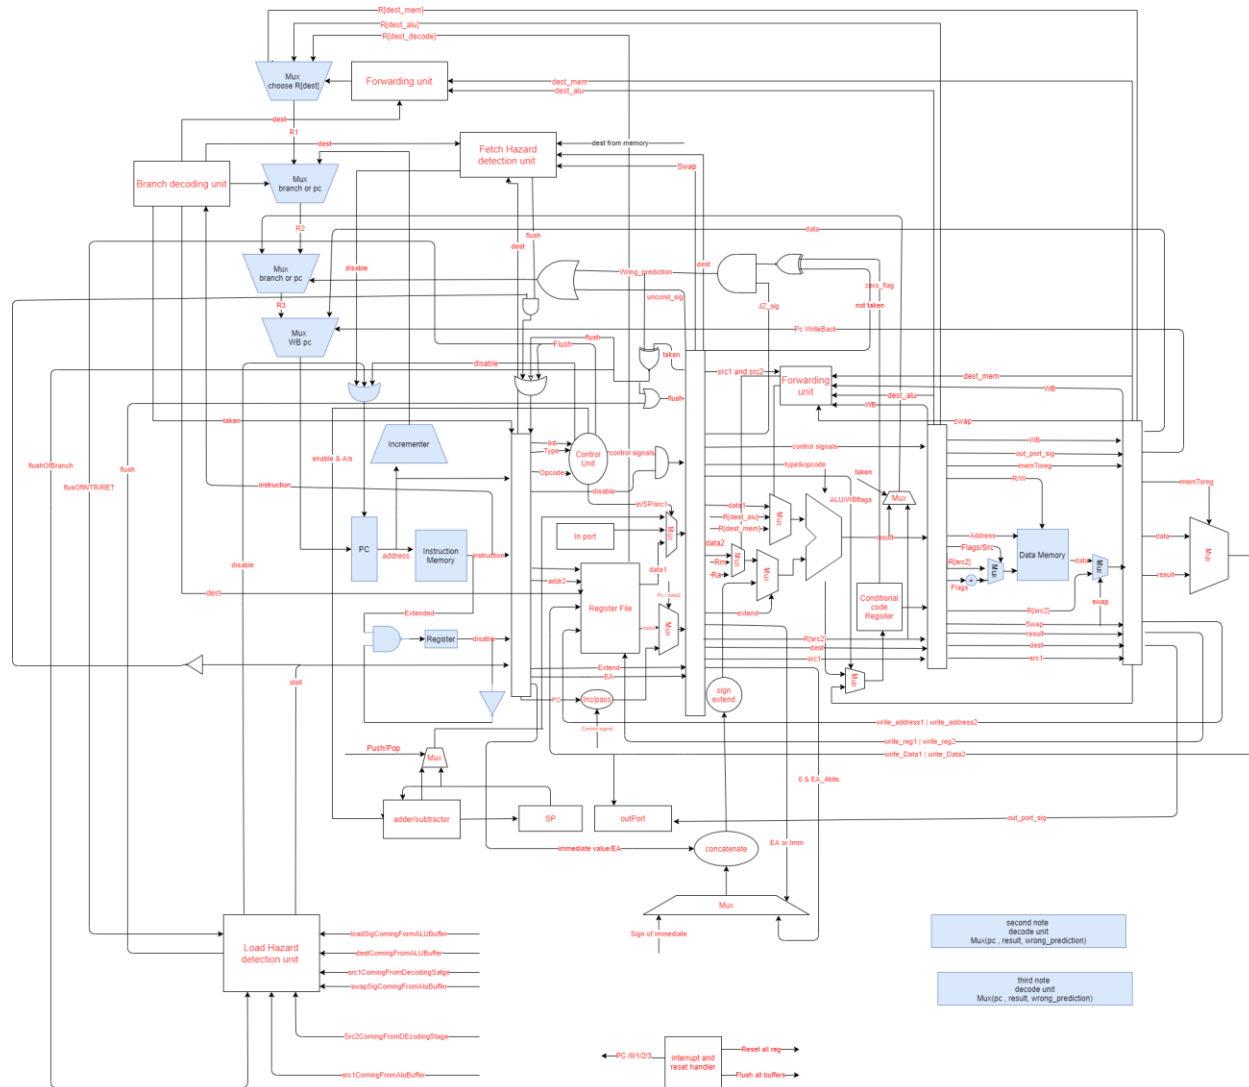 R[dest_mem]
R[dest_alu]
R[dest_decode]
Mux
choose R[dest]
Forwarding unit
dest_mem
dest_alu
dest
R1
dest
Fetch Hazard
detection unit
dest from memory
Swap
Branch decoding unit
Mux
branch or pc
R2
flush
data
dest
disable
Mux
branch or pc
Wring_prediction
dest
zero_flag
uncond_sig
JZ_sig
not taken
R3
Mux
WB pc
Pc WriteBack
flush
Flush
taken
disable
src1 and src2
Forwarding
unit
dest_mem
WB
dest_alu
WB
flush
swap
taken
Incrementer
flushOfBranch
flush
enable & A/s
Int
Type
Control
Unit
control signals
control signals
WB
out_port_sig
memToreg
flusOfINTR/RET
Opcode
disable
type&opcode
taken
R/W
memToreg
instruction
in/SP/src1
ALU/WBflags
Mux
data1
R[dest_alu]
R[dest_mem]
Mux
Mux
In port
PC
address
Instruction
Memory
instruction
result
Address
Flags/Src
Data Memory
data
Mux
data
data2
Mux
R[src2]
Mux
disable
data1
addr2
Flags
result
Register File
extend
Mux
dest
Extended
Conditional
code
Register
swap
R[src2]
Register
disable
Mux
R[src2]
dest
src1
Swap
result
dest
src1
stall
Extend
EA
Mux
PC
inc/pass
sign
extend
Control signal
write_address1 | write_address2
write_reg1 | write_reg2
write_Data1 | write_Data2
Push/Pop
Mux
0 & EA_4bits
adder/subtractor
SP
outPort
out_port_sig
immediate value/EA
concatenate
EA or Imm
Mux
Sign of immediate
Load Hazard
detection unit
loadSigComingFormALUBuffer
destComingFromALUBuffer
src1ComingFromDecodingSatge
swapSigComingFromAluBuffer
Src2ComingFromDEcodingStage
src1ComingFromAluBuffer
second note
decode unit
Mux(pc , result, wrong_prediction)
third note
decode unit
Mux(pc , result, wrong_prediction)
PC /0/1/2/3/
interrupt and
reset handler
Reset all reg
Flush all buffers